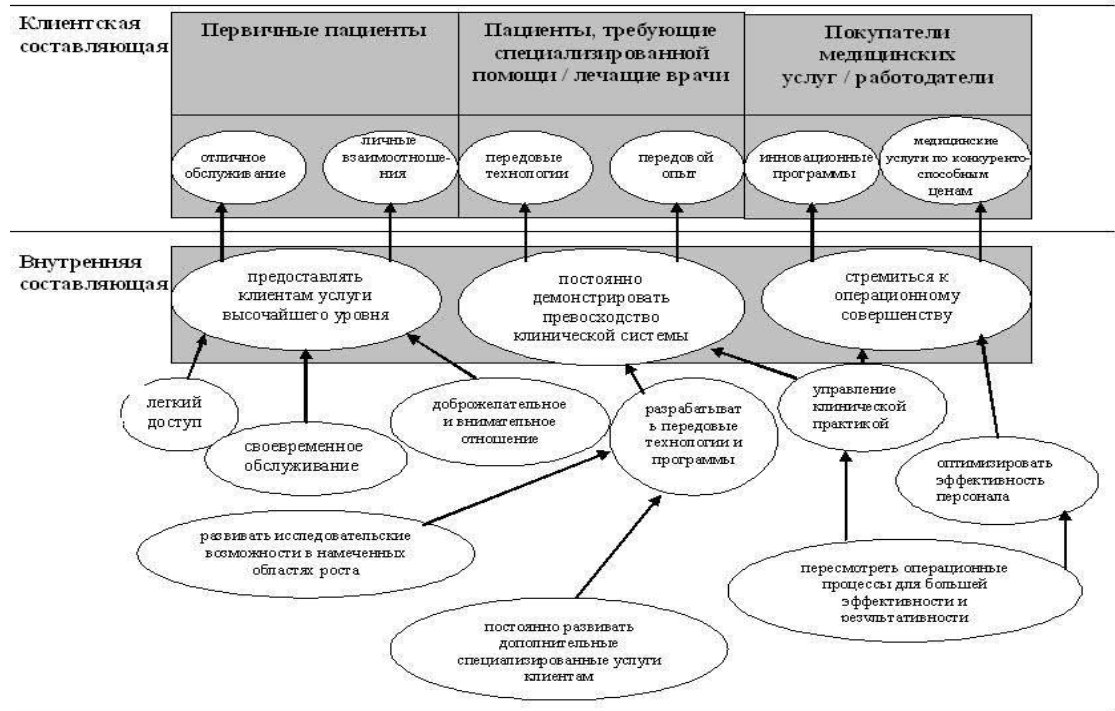 Клиентская
составляющая
Первичные пациенты
Пациенты, требующие
специализированной
помощи / лечащие врачи
Покупатели
медицинских
услуг / работодатели
отличное
обслуживание
личные
взаимоотноше-
ния
передовые
технологии
передовой
опыт
инновационные
программы
медицинские
услуги по конкуренто-
способным
ценам
Внутренняя
составляющая
предоставлять
клиентам услуги
высочайшего уровня
постоянно
демонстрировать
превосходство
клинической системы
стремиться к
операционному
совершенству
легкий
доступ
своевременное
обслуживание
доброжелательное
и внимательное
отношение
разрабатыват
ь передовые
технологии и
программы
управление
клинической
практикой
оптимизировать
эффективность
персонала
развивать исследовательские
возможности в намеченных
областях роста
пересмотреть операционные
процессы для большей
эффективности и
результативности
постоянно развивать
дополнительные
специализированные услуги
клиентам